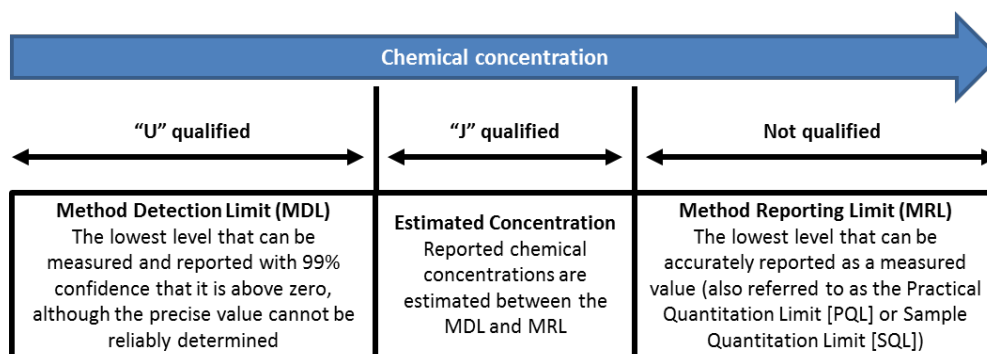 Chemical concentration
“U” qualified
“J” qualified
Not qualified
Method Detection Limit (MDL)
The lowest level that can be
measured and reported with 99%
confidence that it is above zero,
although the precise value cannot be
reliably determined
Estimated Concentration
Reported chemical
concentrations are
estimated between the
MDL and MRL
Method Reporting Limit (MRL)
The lowest level that can be
accurately reported as a measured
value (also referred to as the Practical
Quantitation Limit [PQL] or Sample
Quantitation Limit [SQL])